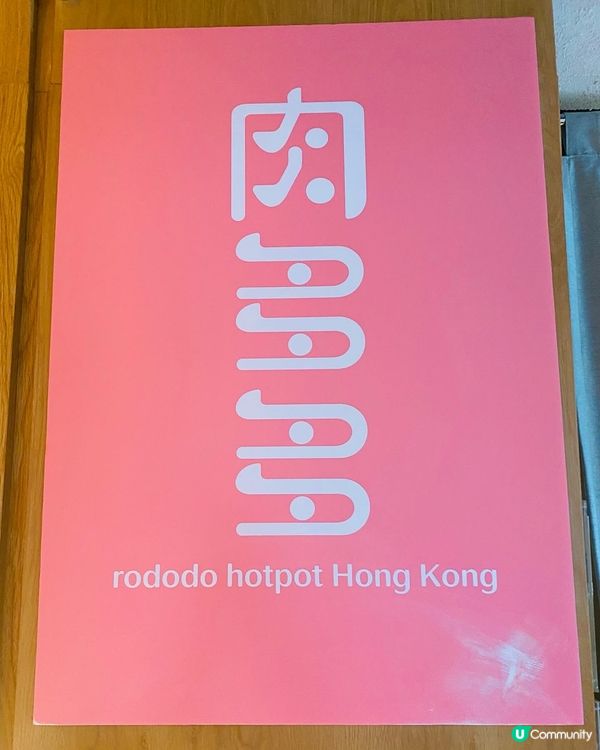 肉多多
rododo hotpot Hong Kong
U Community